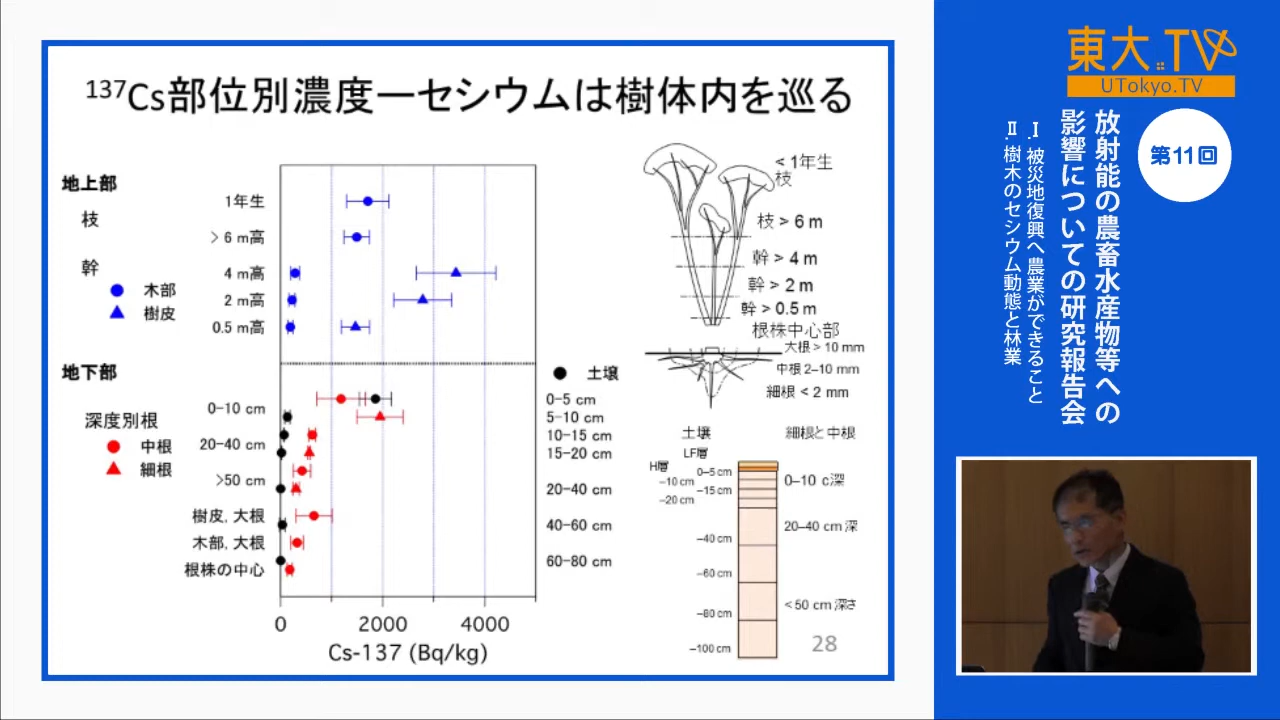 137Cs部位別濃度ーセシウムは樹体内を巡る
地上部
枝
幹
木部
樹皮
1年生
> 6 m高
4 m高
2 m高
0.5 m高
地下部
深度別根
中根
細根
0-10 cm
20-40 cm
>50 cm
樹皮, 大根
木部, 大根
根株の中心
土壌
0-5 cm
5-10 cm
10-15 cm
15-20 cm
20-40 cm
40-60 cm
60-80 cm
0
2000
4000
Cs-137 (Bq/kg)
< 1年生
枝
枝 > 6 m
幹 > 4 m
幹 > 2 m
幹 > 0.5 m
根株中心部
大根 > 10 mm
中根 2-10 mm
細根 < 2 mm
土壌
細根と中根
LF層
H層
0-5 cm
-10 cm
-15 cm
-20 cm
-40 cm
-60 cm
-80 cm
-100 cm
0-10 c深
20-40 cm 深
< 50 cm 深さ
28
東大.TV
UTokyo.TV
第11回
放射能の農畜水産物等への
影響についての研究報告会
Ⅰ. 被災地復興へ農業ができること
Ⅱ. 樹木のセシウム動態と林業